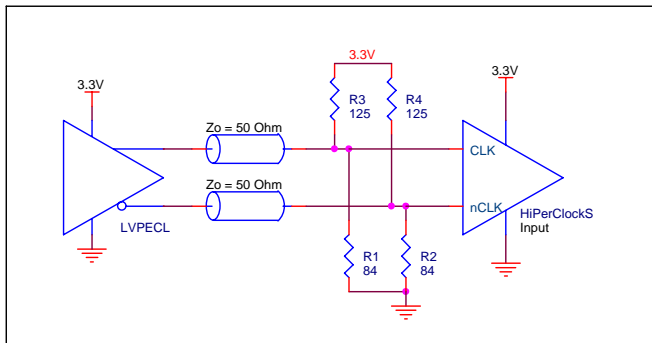 3.3V
3.3V
3.3V
R3
125
R4
125
Zo = 50 Ohm
CLK
Zo = 50 Ohm
nCLK
LVPECL
HiPerClockS
Input
R1
84
R2
84